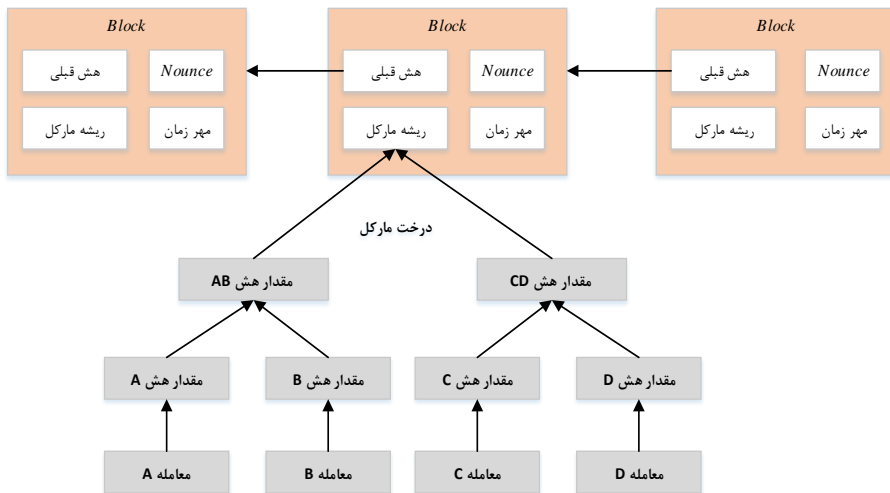 Block
هش قبلی
Nounce
ریشه مارکل
مهر زمان
Block
هش قبلی
Nounce
ریشه مارکل
مهر زمان
Block
هش قبلی
Nounce
ریشه مارکل
مهر زمان
درخت مارکل
مقدار هش AB
مقدار هش CD
مقدار هش A
مقدار هش B
مقدار هش C
مقدار هش D
معامله A
معامله B
معامله C
معامله D